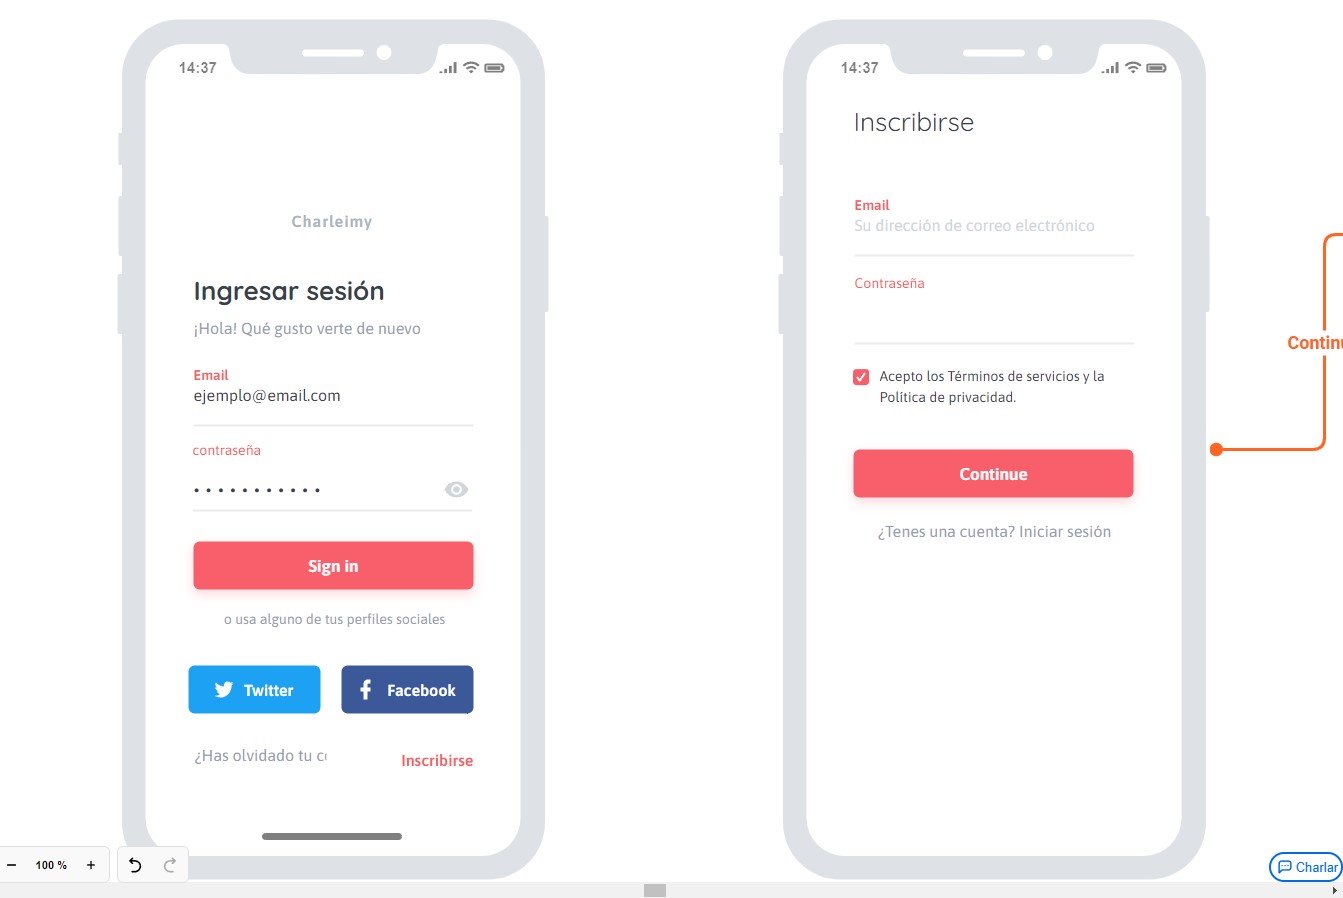 14:37
Charleimy
Ingresar sesión
¡Hola! Qué gusto verte de nuevo
Email
ejemplo@email.com
contraseña
Sign in
o usa alguno de tus perfiles sociales
Twitter
Facebook
¿Has olvidado tu
Inscribirse
14:37
Inscribirse
Email
Su dirección de correo electrónico
Contraseña
Acepto los Términos de servicios y la
Política de privacidad.
Continue
¿Tenes una cuenta? Iniciar sesión
Continu
100 %
Charlar